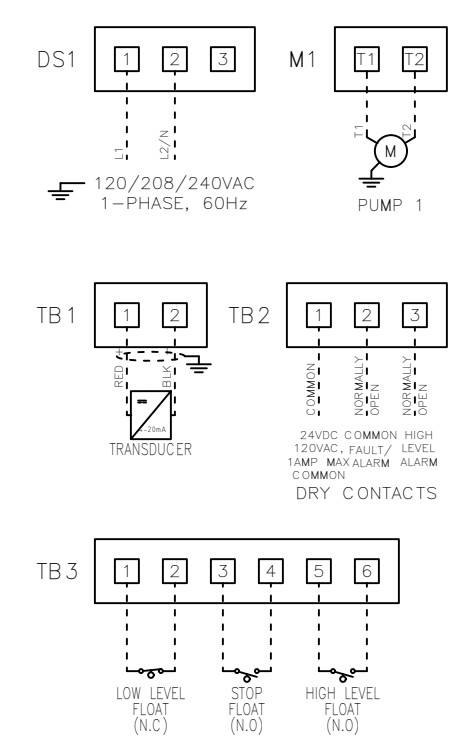 DS1 1 2 3
L1 L2/N
120/208/240VAC
1-PHASE, 60Hz
M1 T1 T2
T1 T2
M
PUMP 1
TB1 1 2
+ -
RED BLK
4-20mA
TRANSDUCER
TB2 1 2 3
COMMON
NORMALLY
OPEN
NORMALLY
OPEN
24VDC
120VAC,
1AMP MAX
COMMON
COMMON
FAULT/
ALARM
HIGH
LEVEL
ALARM
DRY CONTACTS
TB3 1 2 3 4 5 6
LOW LEVEL
FLOAT
(N.C)
STOP
FLOAT
(N.O)
HIGH LEVEL
FLOAT
(N.O)